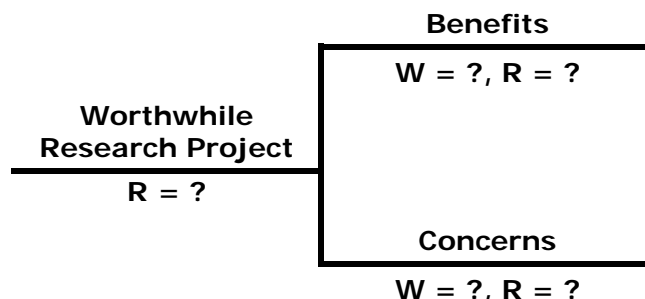 Benefits
W = ?, R = ?
Worthwhile
Research Project
R = ?
Concerns
W = ?, R = ?